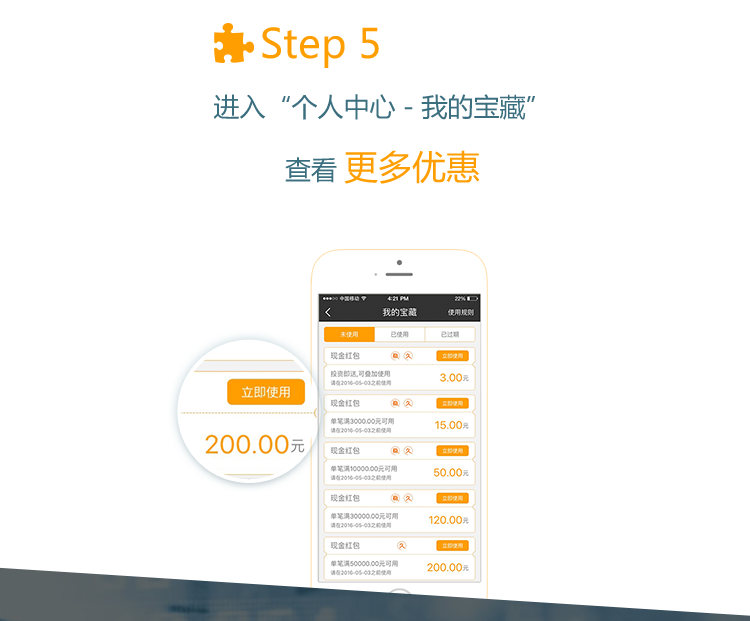 Step 5
进入“个人中心 - 我的宝藏”
查看 更多优惠
中国移动 4:21 PM 22%
我的宝藏 使用规则
未使用 已使用 已过期
现金红包 立即使用
投资即送,可叠加使用 3.00元
请在2016-05-03之前使用
现金红包 久 立即使用
单笔满3000.00元可用 15.00元
请在2016-05-03之前使用
现金红包 久 立即使用
单笔满10000.00元可用 50.00元
请在2016-05-03之前使用
现金红包 久 立即使用
单笔满30000.00元可用 120.00元
请在2016-05-03之前使用
现金红包 久 立即使用
单笔满50000.00元可用 200.00元
请在2016-05-03之前使用
立即使用
200.00元